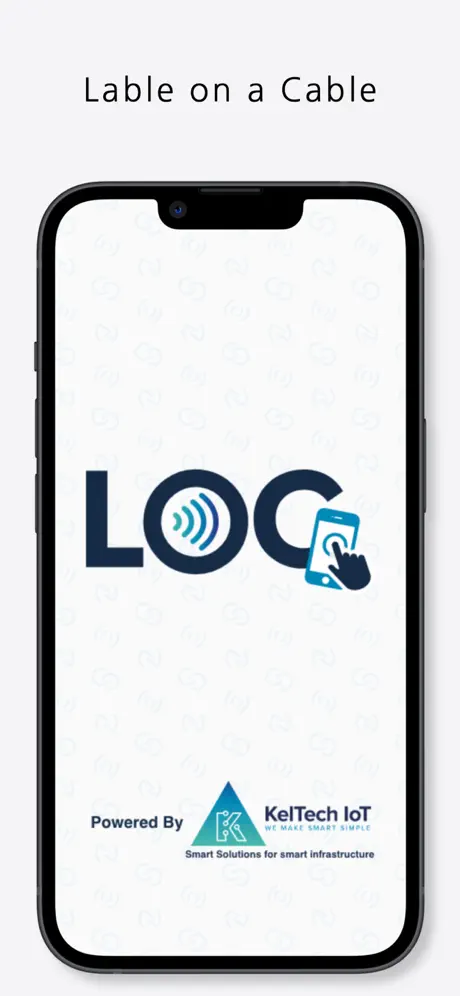 Lable on a Cable
LOC
Powered By
KelTech IoT
WE MAKE SMART SIMPLE
Smart Solutions for smart infrastructure